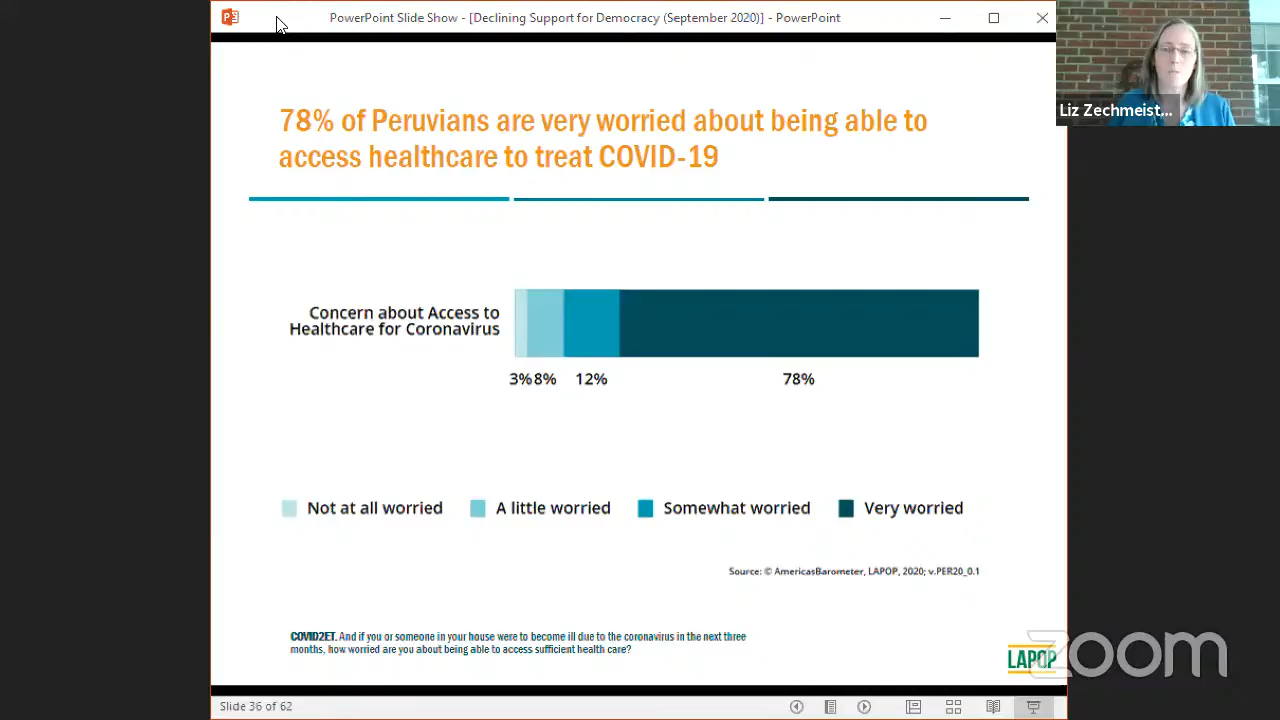 PowerPoint Slide Show - [Declining Support for Democracy (September 2020)] - PowerPoint
Liz Zechmeist...
78% of Peruvians are very worried about being able to
access healthcare to treat COVID-19
Concern about Access to
Healthcare for Coronavirus
3% 8% 12% 78%
Not at all worried A little worried Somewhat worried Very worried
Source: © AmericasBarometer, LAPOP, 2020; v.PER20_0.1
COVID2ET. And if you or someone in your house were to become ill due to the coronavirus in the next three
months, how worried are you about being able to access sufficient health care?
LAPOP
zoom
Slide 36 of 62